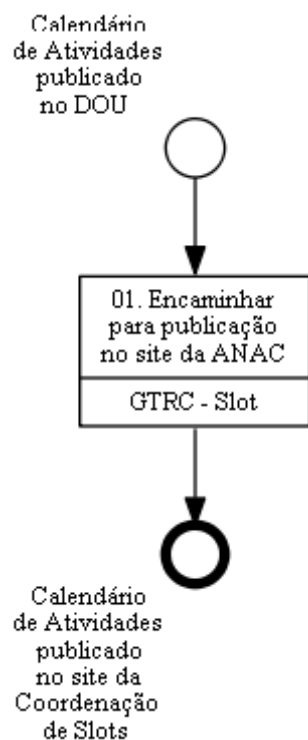 Calendário
de Atividades
publicado
no DOU
01. Encaminhar
para publicação
no site da ANAC
GTRC - Slot
Calendário
de Atividades
publicado
no site da
Coordenação
de Slots